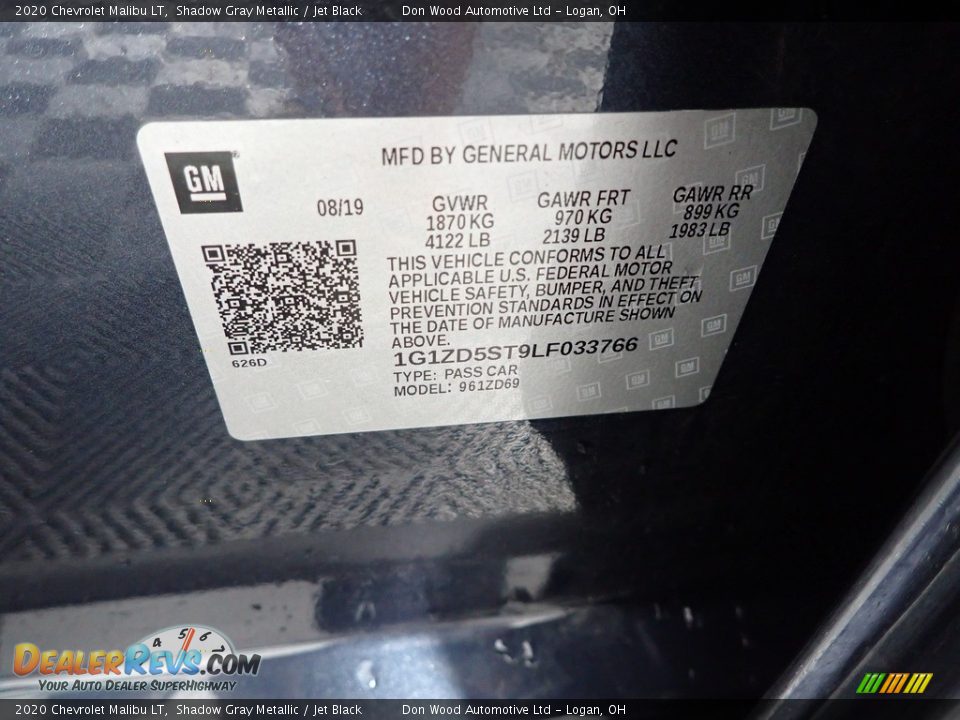 2020 Chevrolet Malibu LT, Shadow Gray Metallic / Jet Black Don Wood Automotive Ltd - Logan, OH
GM
MFD BY GENERAL MOTORS LLC
08/19
GVWR
1870 KG
4122 LB
GAWR FRT
970 KG
2139 LB
GAWR RR
899 KG
1983 LB
THIS VEHICLE CONFORMS TO ALL
APPLICABLE U.S. FEDERAL MOTOR
VEHICLE SAFETY, BUMPER, AND THEFT
PREVENTION STANDARDS IN EFFECT ON
THE DATE OF MANUFACTURE SHOWN
ABOVE.
626D
1G1ZD5ST9LF033766
TYPE: PASS CAR
MODEL: 961ZD69
4 5 6
DEALERREVS.COM
YOUR AUTO DEALER SUPERHIGHWAY
2020 Chevrolet Malibu LT, Shadow Gray Metallic / Jet Black Don Wood Automotive Ltd - Logan, OH